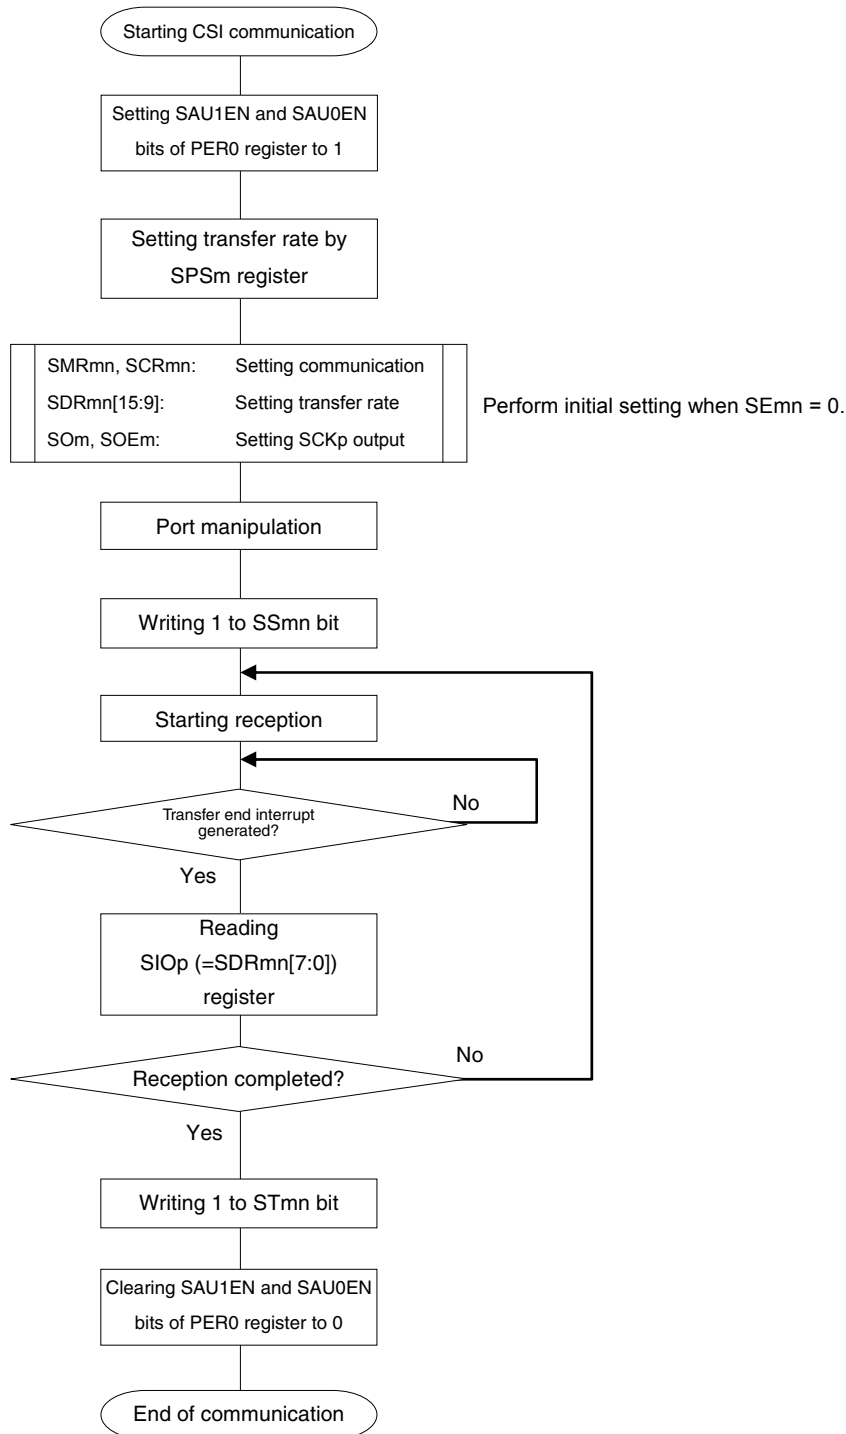 Starting CSI communication
Setting SAU1EN and SAU0EN
bits of PER0 register to 1
Setting transfer rate by
SPSm register
SMRmn, SCRmn: Setting communication
SDRmn[15:9]: Setting transfer rate
SOm, SOEm: Setting SCKp output
Perform initial setting when SEmn = 0.
Port manipulation
Writing 1 to SSmn bit
Starting reception
Transfer end interrupt
generated?
No
Yes
Reading
SIOp (=SDRmn[7:0])
register
Reception completed?
No
Yes
Writing 1 to STmn bit
Clearing SAU1EN and SAU0EN
bits of PER0 register to 0
End of communication